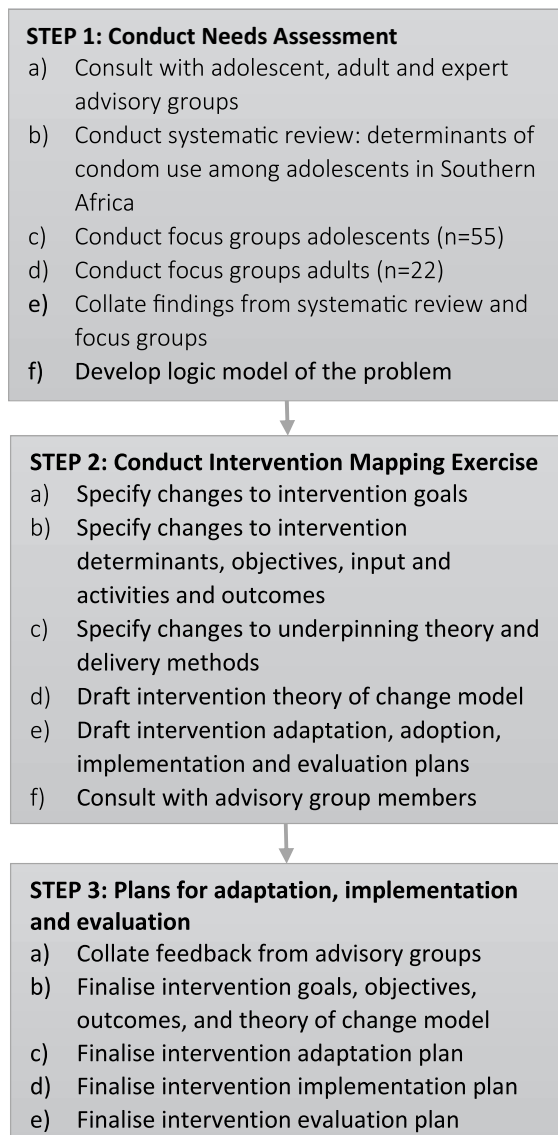 STEP 1: Conduct Needs Assessment
a) Consult with adolescent, adult and expert
advisory groups
b) Conduct systematic review: determinants of
condom use among adolescents in Southern
Africa
c) Conduct focus groups adolescents (n=55)
d) Conduct focus groups adults (n=22)
e) Collate findings from systematic review and
focus groups
f) Develop logic model of the problem
STEP 2: Conduct Intervention Mapping Exercise
a) Specify changes to intervention goals
b) Specify changes to intervention
determinants, objectives, input and
activities and outcomes
c) Specify changes to underpinning theory and
delivery methods
d) Draft intervention theory of change model
e) Draft intervention adaptation, adoption,
implementation and evaluation plans
f) Consult with advisory group members
STEP 3: Plans for adaptation, implementation
and evaluation
a) Collate feedback from advisory groups
b) Finalise intervention goals, objectives,
outcomes, and theory of change model
c) Finalise intervention adaptation plan
d) Finalise intervention implementation plan
e) Finalise intervention evaluation plan